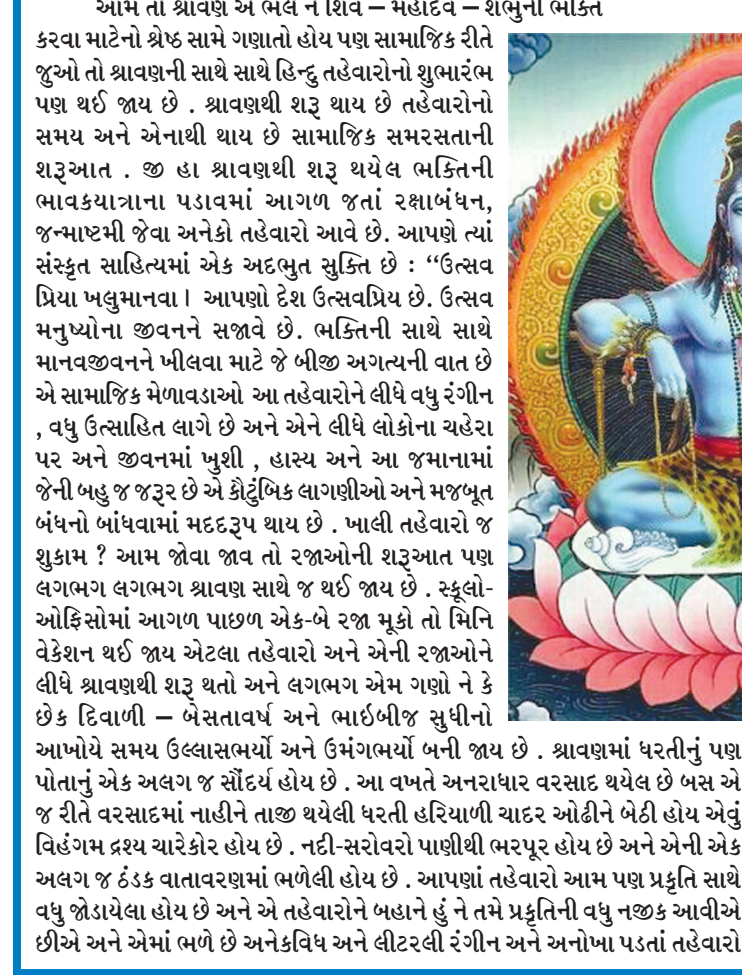 આમ તો શ્રાવણ એ ભલે ને શિવ – મહાદેવ – શંભુની ભક્તિ
કરવા માટેનો શ્રેષ્ઠ સામે ગણાતો હોય પણ સામાજિક રીતે
જુઓ તો શ્રાવણની સાથે સાથે હિન્દુ તહેવારોનો શુભારંભ
પણ થઈ જાય છે . શ્રાવણથી શરૂ થાય છે તહેવારોનો
સમય અને એનાથી થાય છે સામાજિક સમરસતાની
શરૂઆત . જી હા શ્રાવણથી શરૂ થયેલ ભક્તિની
ભાવકયાત્રાના પડાવમાં આગળ જતાં રક્ષાબંધન,
જન્માષ્ટમી જેવા અનેકો તહેવારો આવે છે. આપણે ત્યાં
સંસ્કૃત સાહિત્યમાં એક અદભુત સુક્તિ છે : ‘‘ઉત્સવ
પ્રિયા ખલુમાનવા। આપણો દેશ ઉત્સવપ્રિય છે. ઉત્સવ
મનુષ્યોના જીવનને સજાવે છે. ભક્તિની સાથે સાથે
માનવજીવનને ખીલવા માટે જે બીજી અગત્યની વાત છે
એ સામાજિક મેળાવડાઓ આ તહેવારોને લીધે વધુ રંગીન
, વધુ ઉત્સાહિત લાગે છે અને એને લીધે લોકોના ચહેરા
પર અને જીવનમાં ખુશી , હાસ્ય અને આ જમાનામાં
જેની બહુ જ જરૂર છે એ કૌટુંબિક લાગણીઓ અને મજબૂત
બંધનો બાંધવામાં મદદરૂપ થાય છે . ખાલી તહેવારો જ
શુકામ ? આમ જોવા જાવ તો રજાઓની શરૂઆત પણ
લગભગ લગભગ શ્રાવણ સાથે જ થઈ જાય છે . સ્કૂલો-
ઓફિસોમાં આગળ પાછળ એક-બે રજા મૂકો તો મિનિ
વેકેશન થઈ જાય એટલા તહેવારો અને એની રજાઓને
લીધે શ્રાવણથી શરૂ થતો અને લગભગ એમ ગણો ને કે
છેક દિવાળી – બેસતાવર્ષ અને ભાઇબીજ સુધીનો
આખોયે સમય ઉલ્લાસભર્યો અને ઉમંગભર્યો બની જાય છે . શ્રાવણમાં ધરતીનું પણ
પોતાનું એક અલગ જ સૌંદર્ય હોય છે . આ વખતે અનરાધાર વરસાદ થયેલ છે બસ એ
જ રીતે વરસાદમાં નાહીને તાજી થયેલી ધરતી હરિયાળી ચાદર ઓઢીને બેઠી હોય એવું
વિહંગમ દ્રશ્ય ચારેકોર હોય છે . નદી-સરોવરો પાણીથી ભરપૂર હોય છે અને એની એક
અલગ જ ઠંડક વાતાવરણમાં ભળેલી હોય છે . આપણાં તહેવારો આમ પણ પ્રકૃતિ સાથે
વધુ જોડાયેલા હોય છે અને એ તહેવારોને બહાને હું ને તમે પ્રકૃતિની વધુ નજીક આવીએ
છીએ અને એમાં ભળે છે અનેકવિધ અને લીટરલી રંગીન અને અનોખા પડતાં તહેવારો